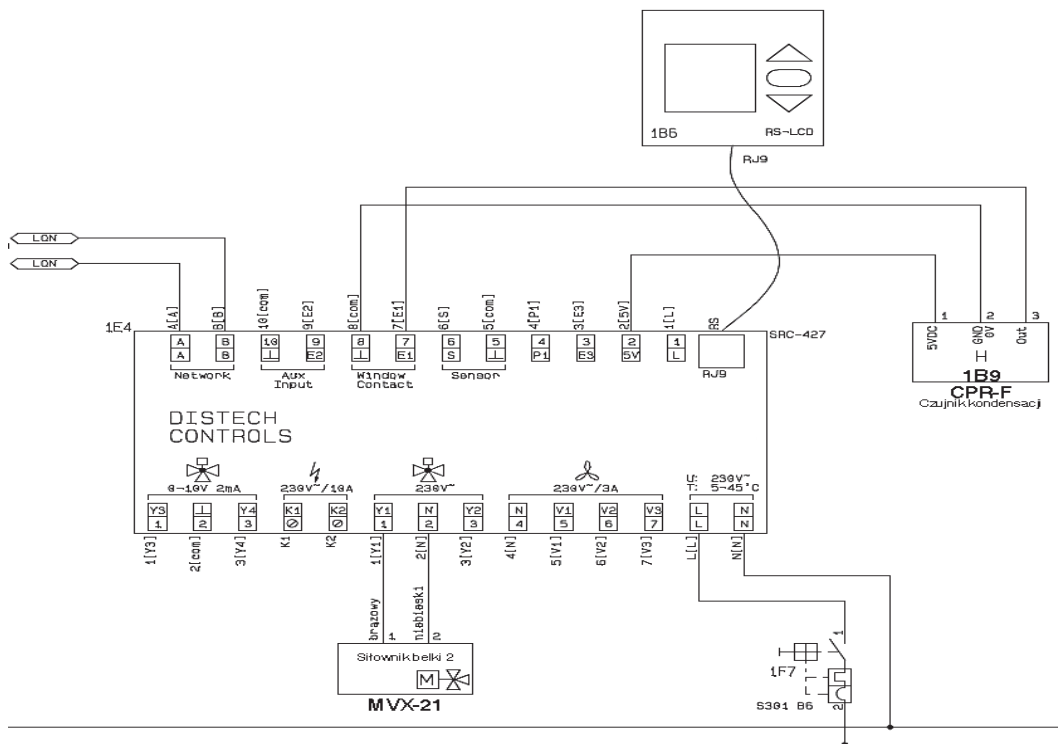 1B6 RS-LCD
RJ9
LON
LON
A[A]
B[B]
10[com]
9[E2]
8[com]
7[E1]
6[S]
5[com]
4[P1]
3[E3]
2[5V]
1[L]
RS
1E4
SRC-427
A B 10 9 8 7 6 5 4 3 2 1
A B ⊥ E2 ⊥ E1 S ⊥ P1 E3 5V L
RJ9
Network
Aux
Input
Window
Contact
Sensor
1 2 3
5VDC
GND
0V
Out
H
1B9
CPR-F
Czujnik kondensacji
DISTECH
CONTROLS
0-10V 2mA
230V~/10A
230V~
230V~/3A
U: 230V~
T: 5-45°C
Y3 ⊥ Y4 K1 K2 Y1 N Y2 N V1 V2 V3 L N
1 2 3 Ø Ø 1 2 3 4 5 6 7 L N
1[Y3]
2[com]
3[Y4]
K1
K2
1[Y1]
2[N]
3[Y2]
4[N]
5[V1]
6[V2]
7[V3]
L[L]
N[N]
brązowy
1
niabiaski
2
Siłownik belki 2
M
MVX-21
1
1F7
S301 B6
2